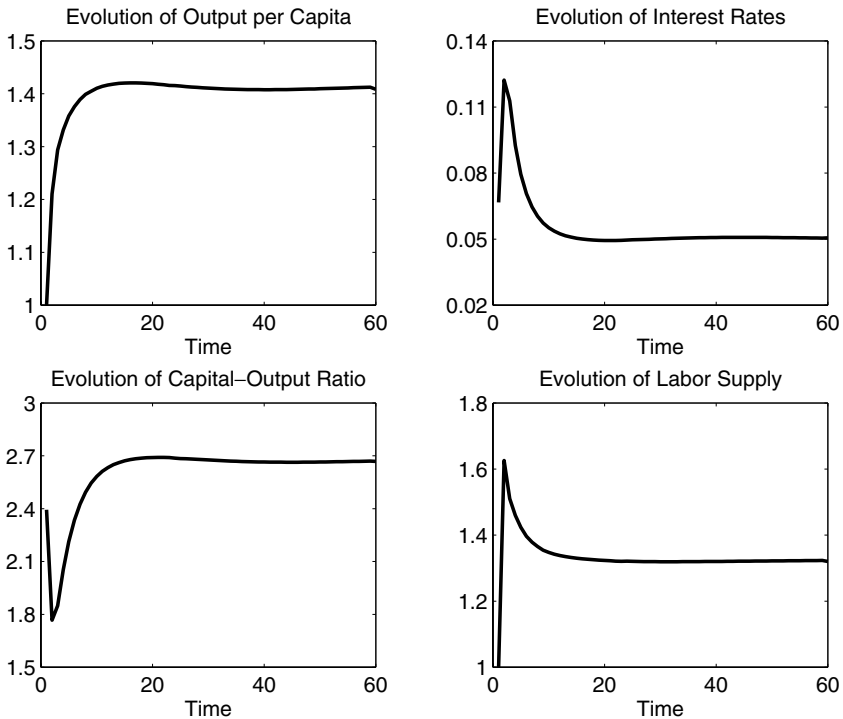 Evolution of Output per Capita
1.5
1.4
1.3
1.2
1.1
1
0 20 40 60
Time
Evolution of Interest Rates
0.14
0.11
0.08
0.05
0.02
0 20 40 60
Time
Evolution of Capital−Output Ratio
3
2.7
2.4
2.1
1.8
1.5
0 20 40 60
Time
Evolution of Labor Supply
1.8
1.6
1.4
1.2
1
0 20 40 60
Time